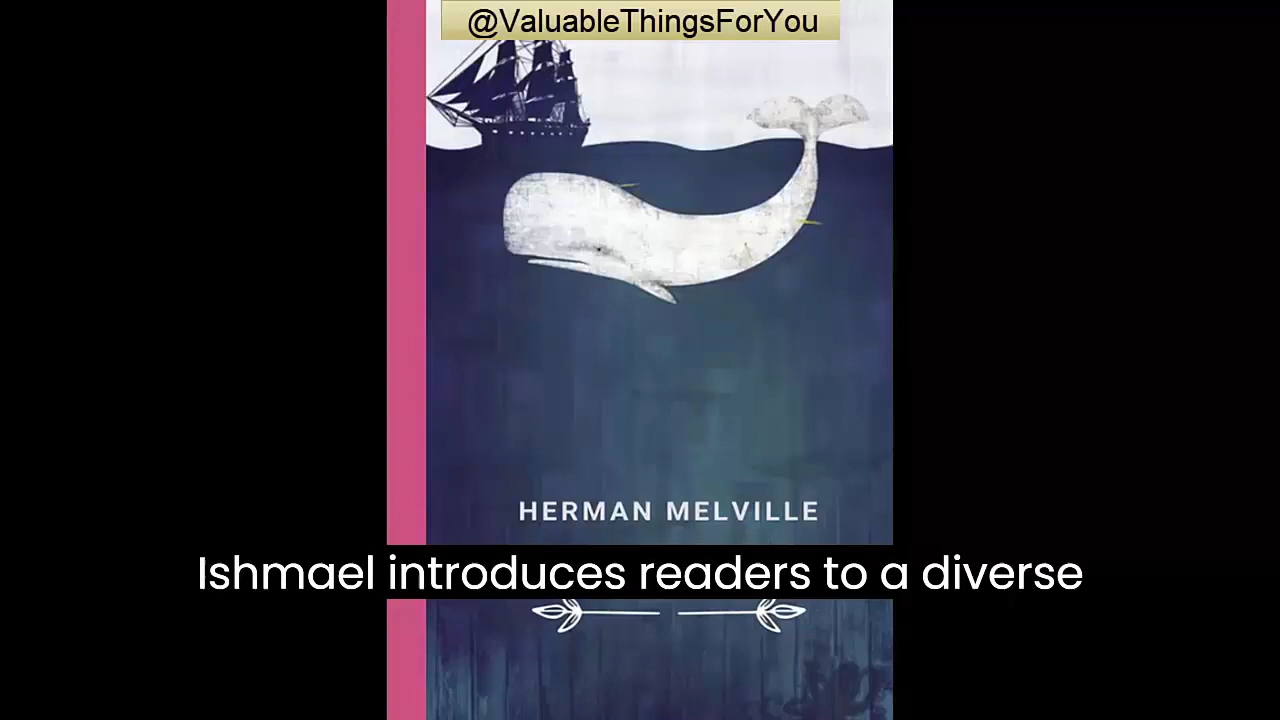 @ValuableThingsForYou
HERMAN MELVILLE
Ishmael introduces readers to a diverse